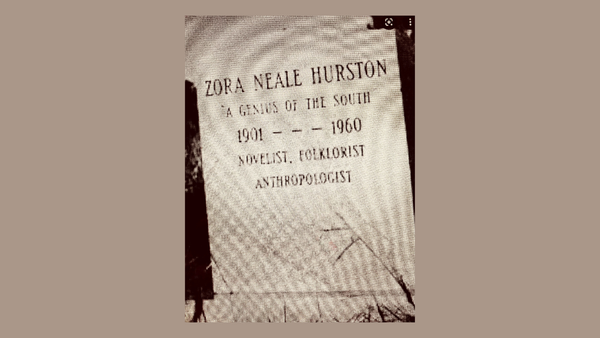 ZORA NEALE HURSTON
"A GENIUS OF THE SOUTH
1901 – – – 1960
NOVELIST, FOLKLORIST
ANTHROPOLOGIST